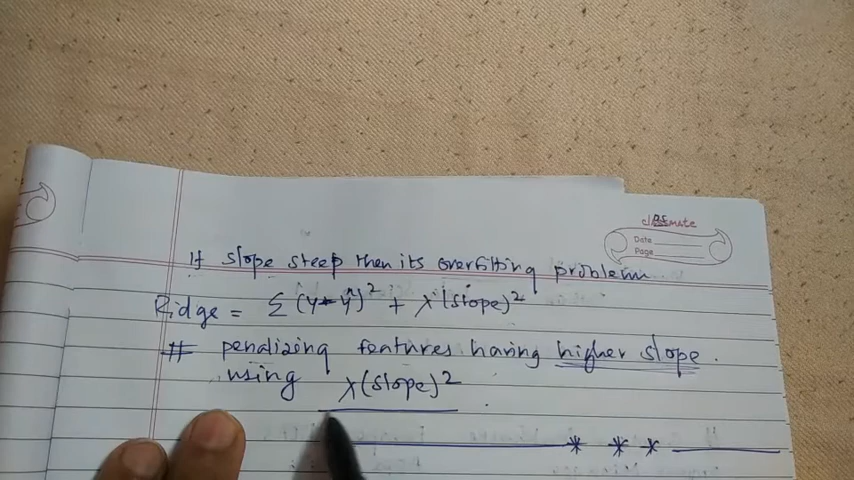 classmate
Date
Page
If slope steep then its overfitting problem
Ridge = Σ (y - ŷ)² + λ(slope)²
# penalizing features having higher slope.
using λ(slope)².
* * *